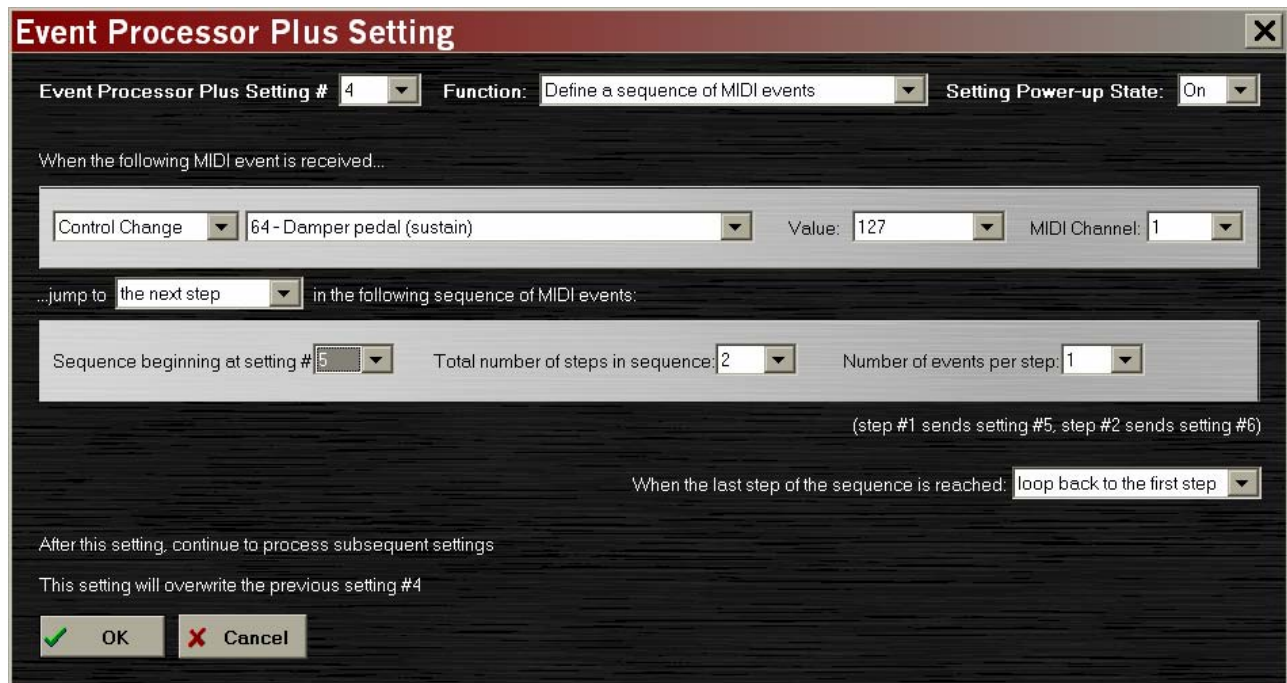 Event Processor Plus Setting
Event Processor Plus Setting # 4 Function: Define a sequence of MIDI events Setting Power-up State: On
When the following MIDI event is received...
Control Change 64 - Damper pedal (sustain) Value: 127 MIDI Channel: 1
...jump to the next step in the following sequence of MIDI events:
Sequence beginning at setting # 5 Total number of steps in sequence: 2 Number of events per step: 1
(step #1 sends setting #5, step #2 sends setting #6)
When the last step of the sequence is reached: loop back to the first step
After this setting, continue to process subsequent settings
This setting will overwrite the previous setting #4
OK Cancel